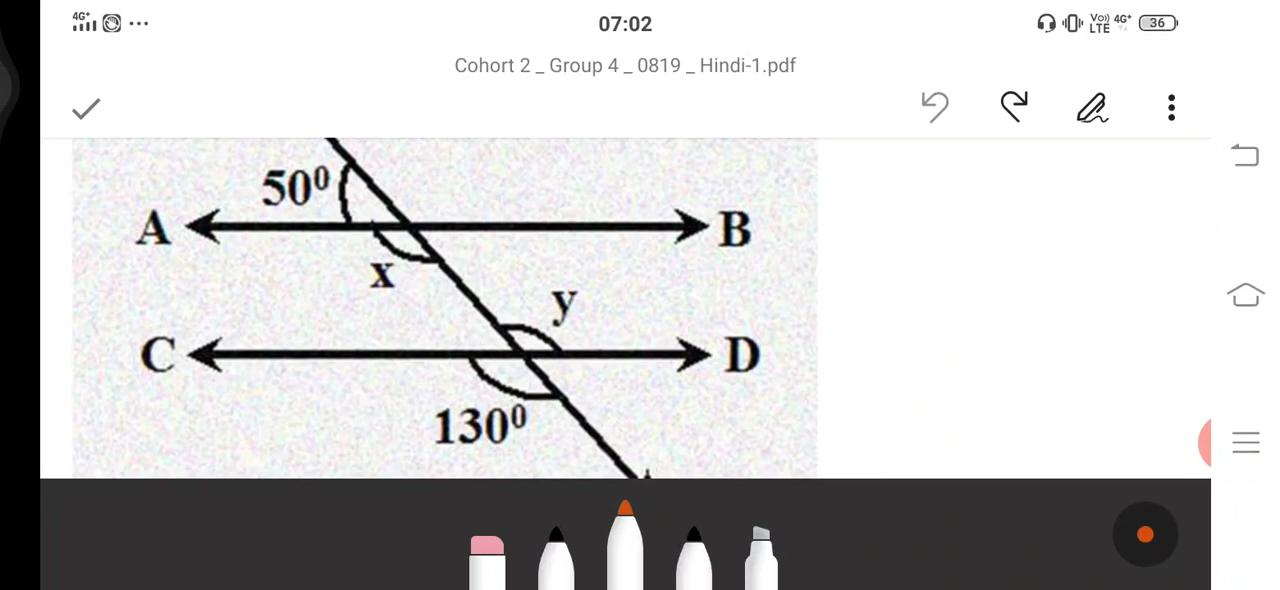 4G+ 07:02 Vo) LTE 4G+ 36
Cohort 2 _ Group 4 _ 0819 _ Hindi-1.pdf
50⁰
A B
x
y
C D
130⁰